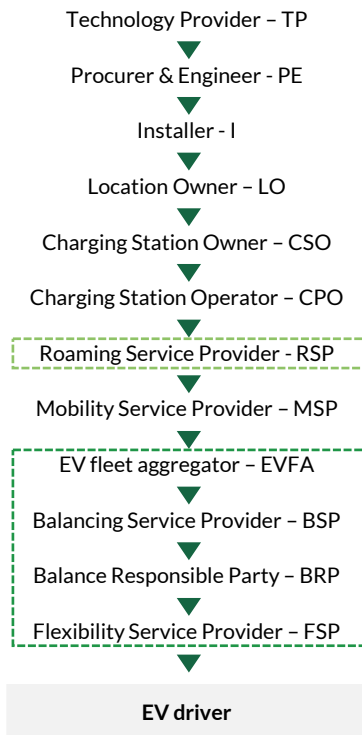 Technology Provider – TP
Procurer & Engineer - PE
Installer - I
Location Owner – LO
Charging Station Owner – CSO
Charging Station Operator – CPO
Roaming Service Provider - RSP
Mobility Service Provider – MSP
EV fleet aggregator – EVFA
Balancing Service Provider – BSP
Balance Responsible Party – BRP
Flexibility Service Provider – FSP
EV driver